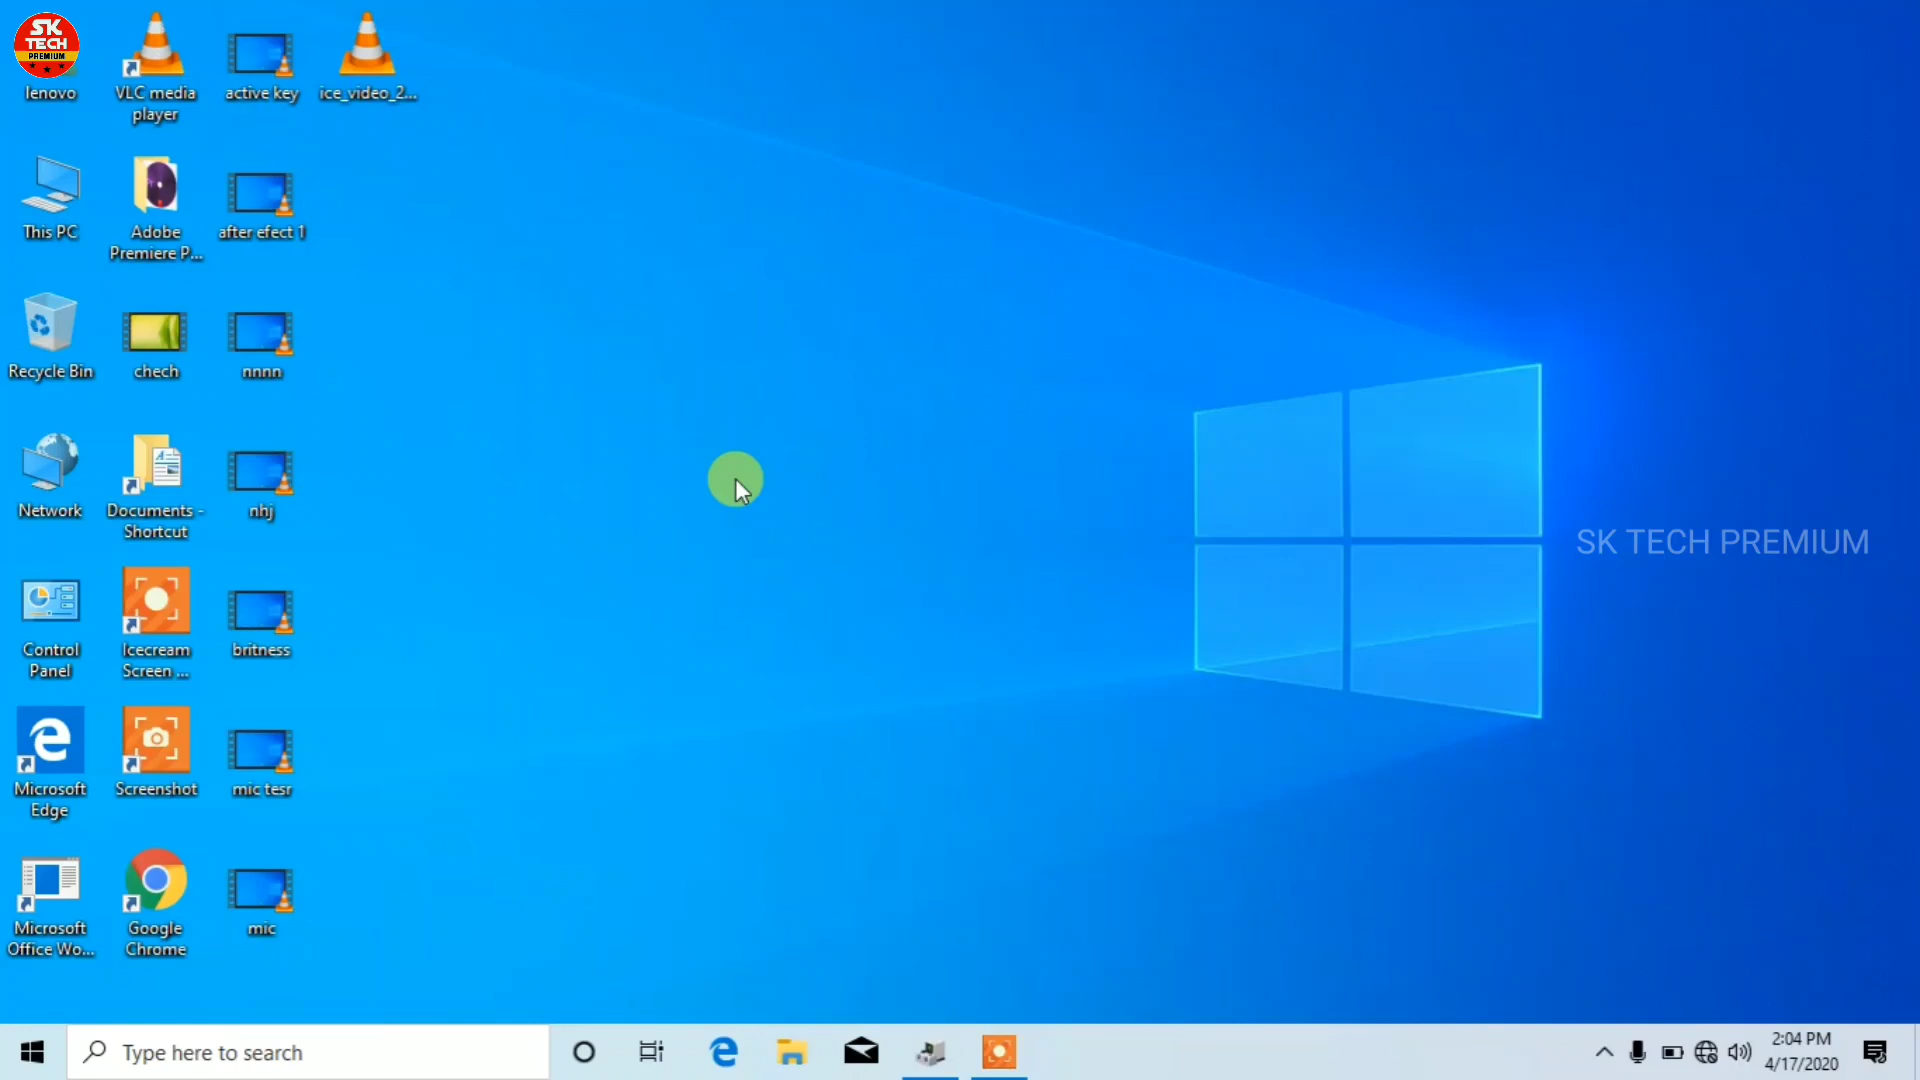 SK
TECH
PREMIUM
lenovo
VLC media
player
active key
ice_video_2...
This PC
Adobe
Premiere P...
after efect 1
Recycle Bin
chech
nnnn
Network
Documents -
Shortcut
nhj
SK TECH PREMIUM
Control
Panel
Icecream
Screen ...
britness
Microsoft
Edge
Screenshot
mic tesr
Microsoft
Office Wo...
Google
Chrome
mic
Type here to search
2:04 PM
4/17/2020